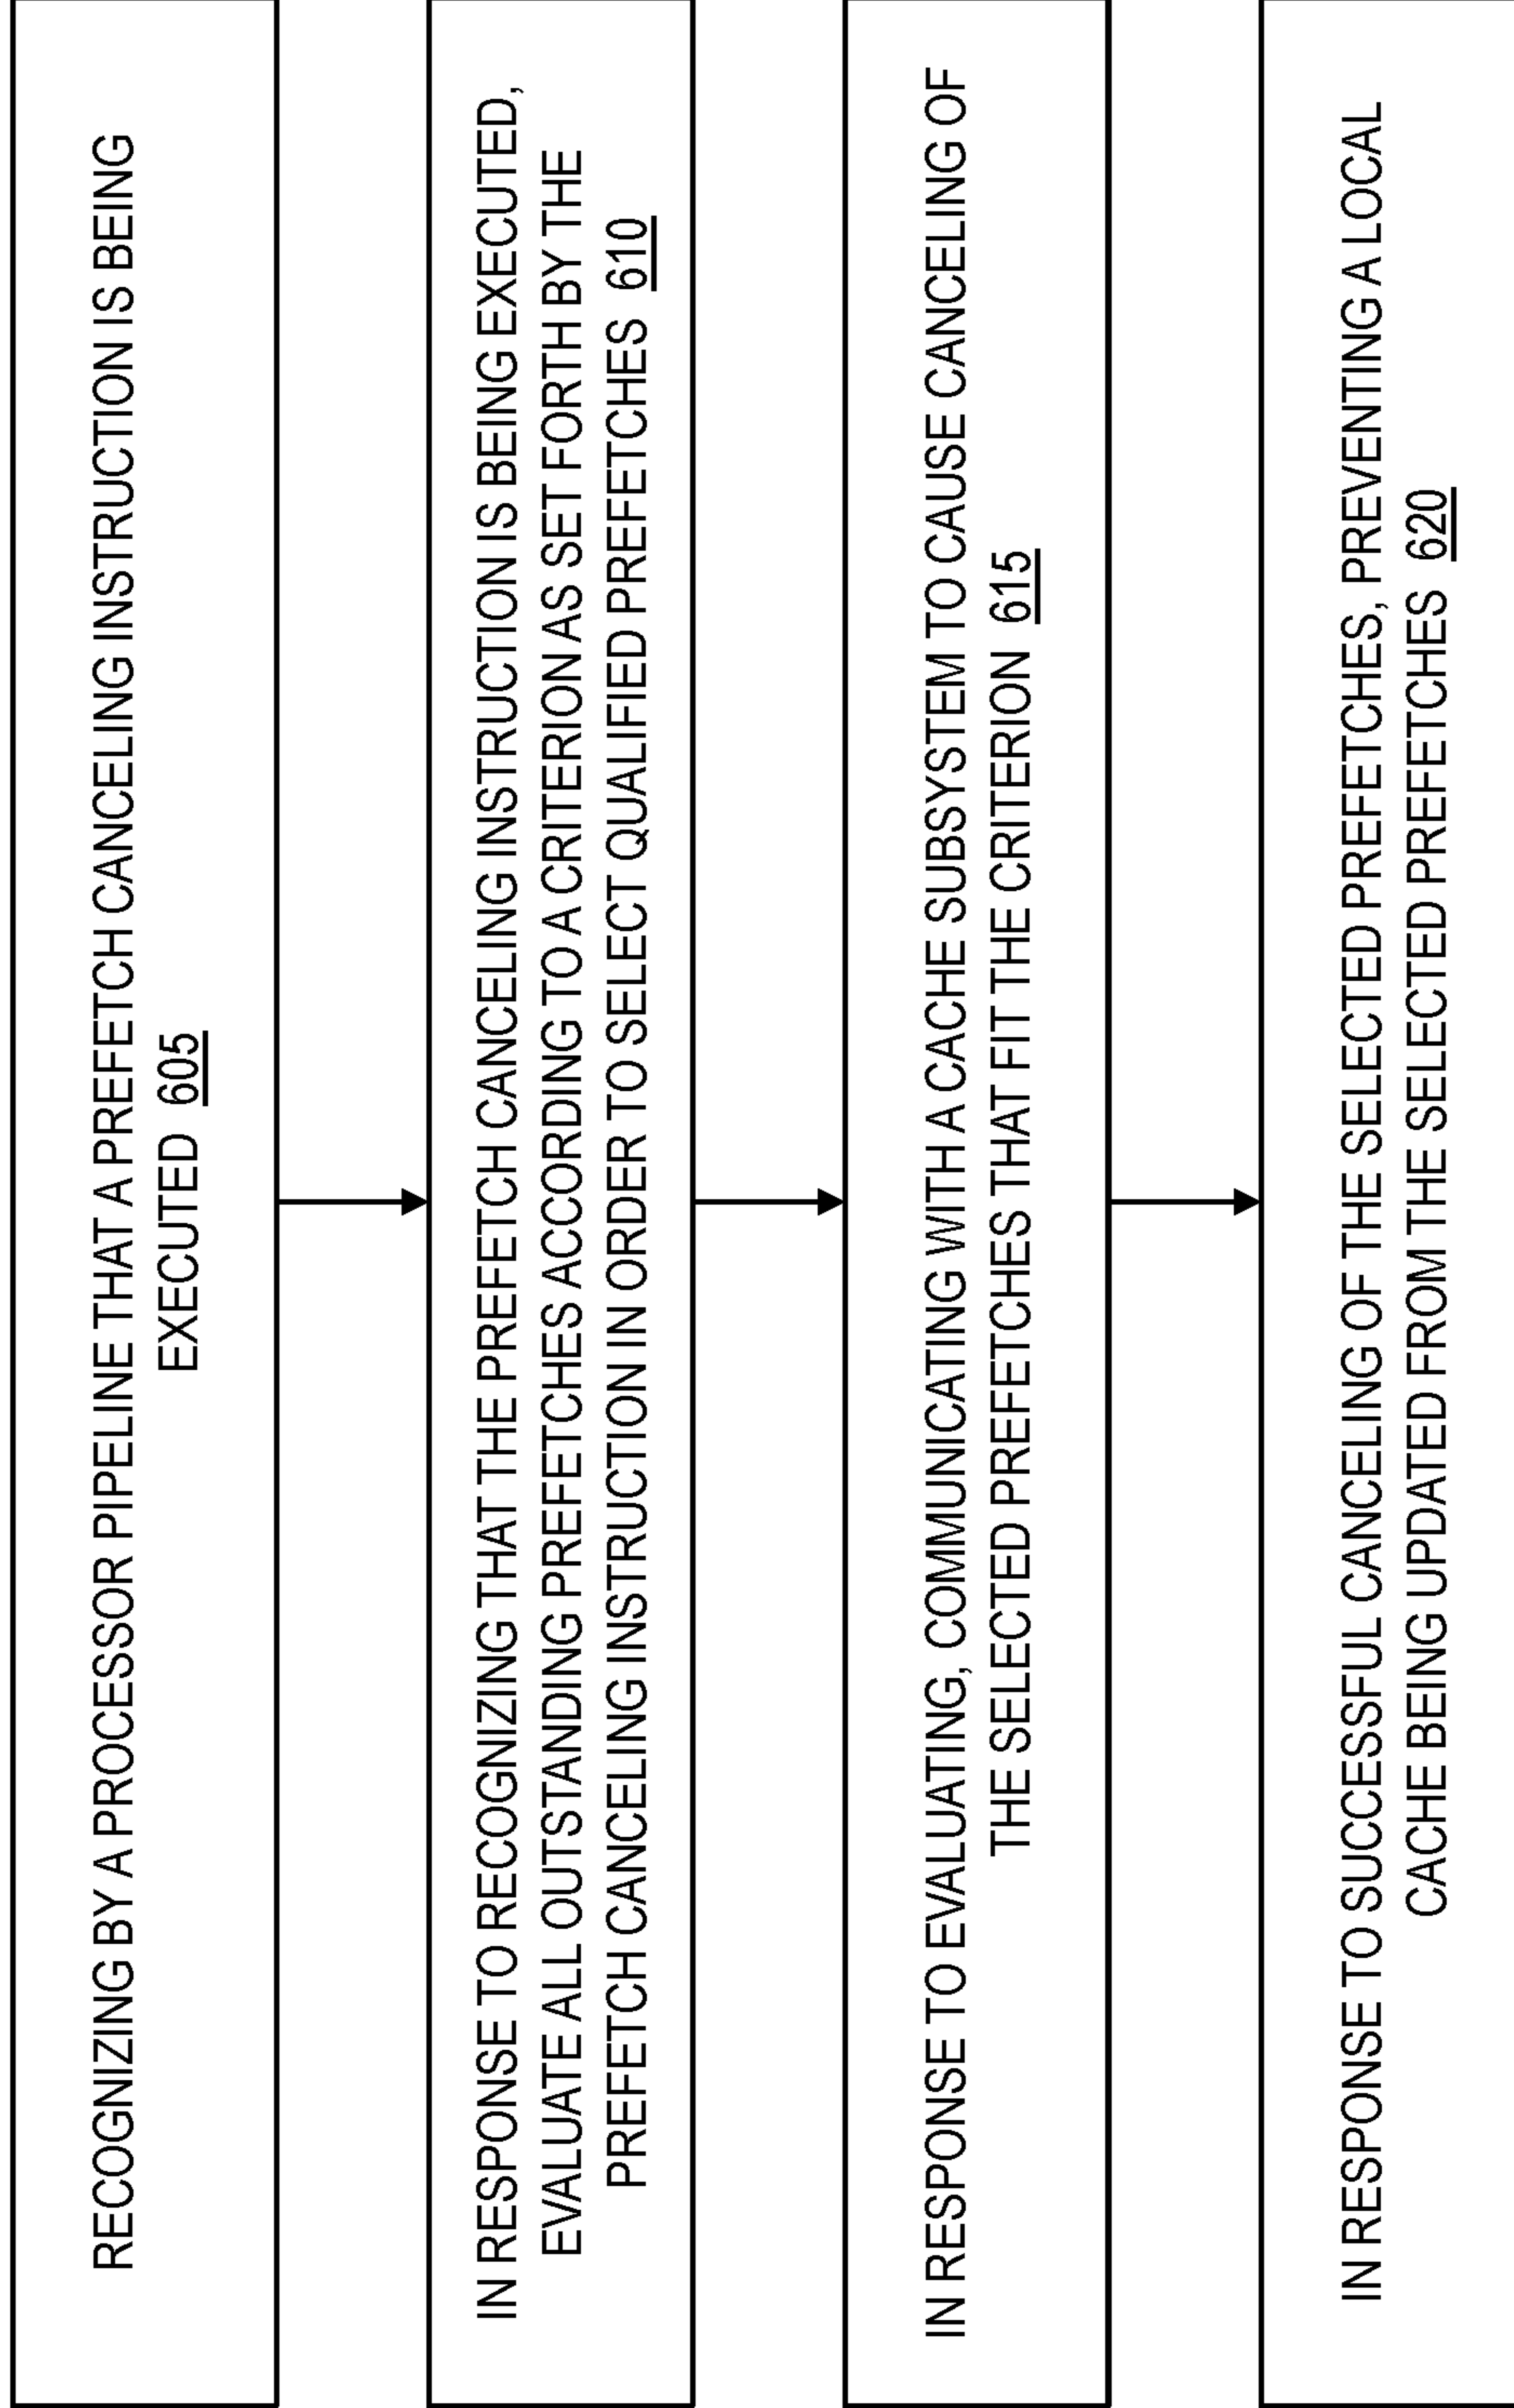 RECOGNIZING BY A PROCESSOR PIPELINE THAT A PREFETCH CANCELING INSTRUCTION IS BEING
EXECUTED 605
IN RESPONSE TO RECOGNIZING THAT THE PREFETCH CANCELING INSTRUCTION IS BEING EXECUTED,
EVALUATE ALL OUTSTANDING PREFETCHES ACCORDING TO A CRITERION AS SET FORTH BY THE
PREFETCH CANCELING INSTRUCTION IN ORDER TO SELECT QUALIFIED PREFETCHES 610
IN RESPONSE TO EVALUATING, COMMUNICATING WITH A CACHE SUBSYSTEM TO CAUSE CANCELING OF
THE SELECTED PREFETCHES THAT FIT THE CRITERION 615
IN RESPONSE TO SUCCESSFUL CANCELING OF THE SELECTED PREFETCHES, PREVENTING A LOCAL
CACHE BEING UPDATED FROM THE SELECTED PREFETCHES 620